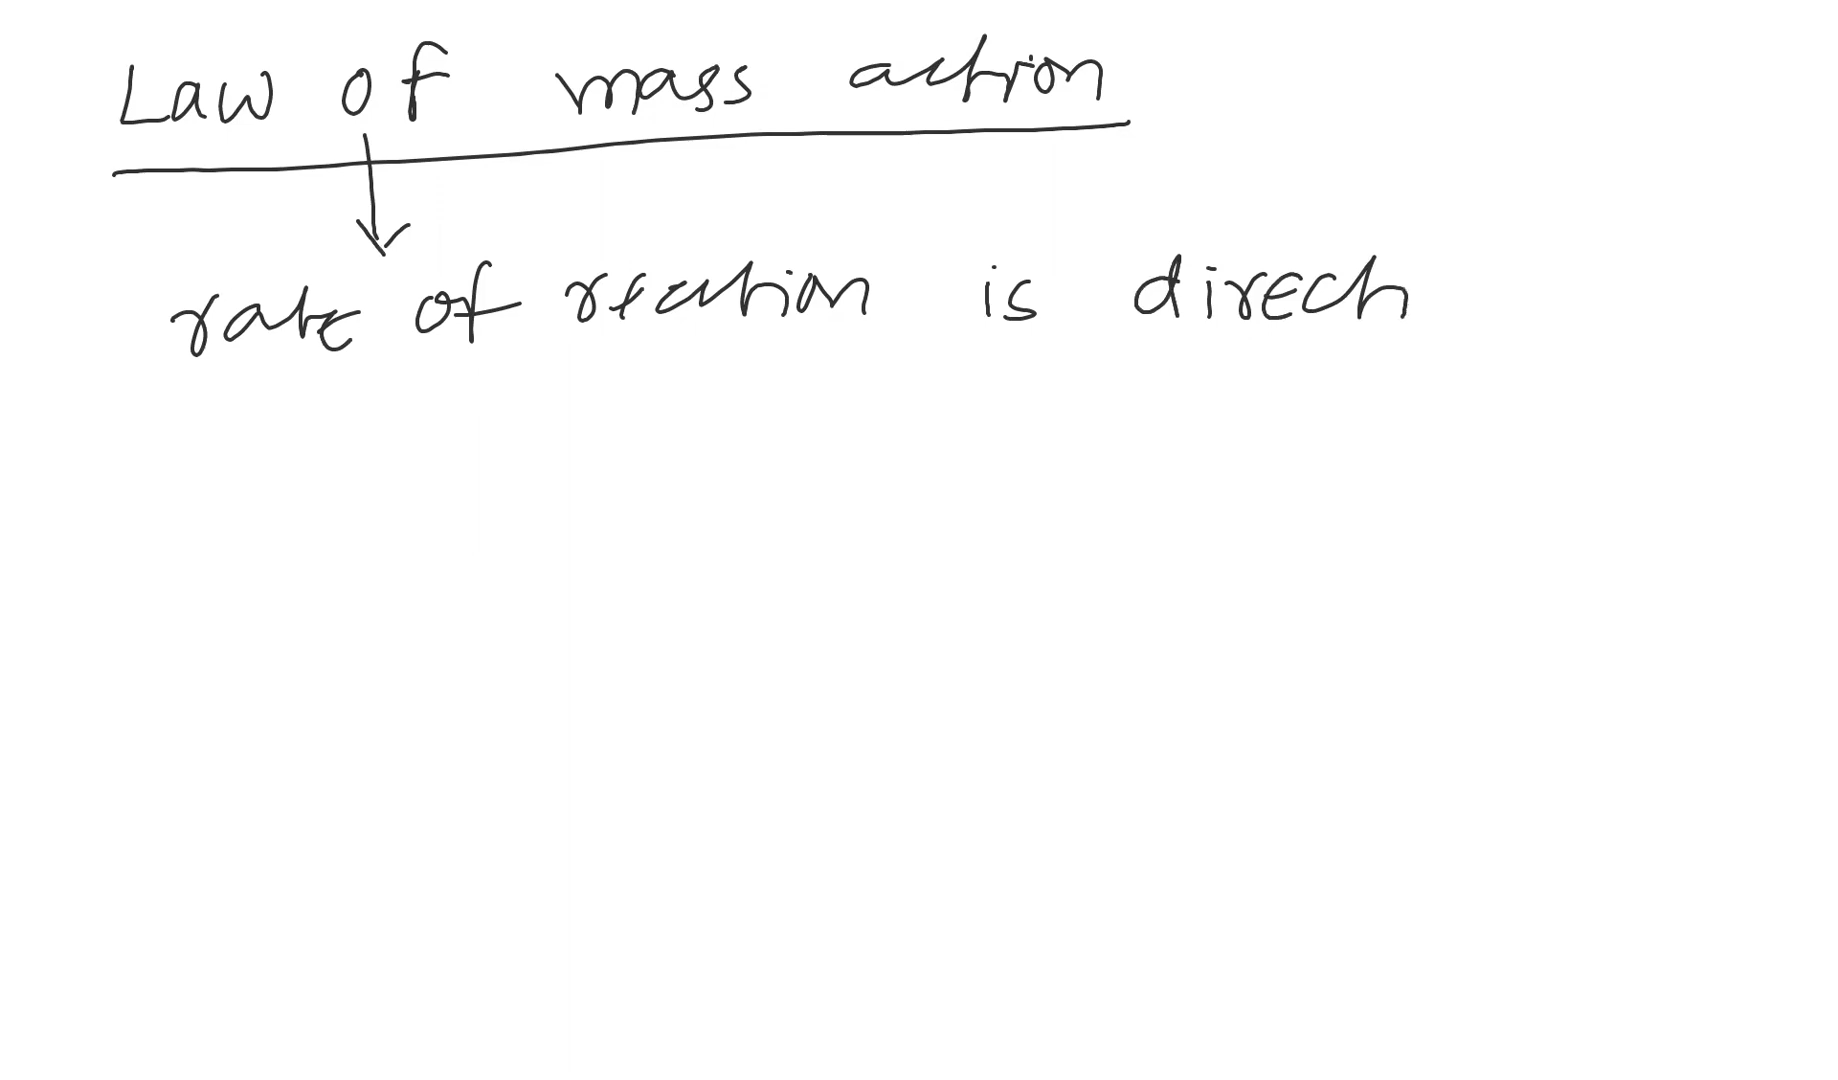 Law of mass action
rate of reaction is direct